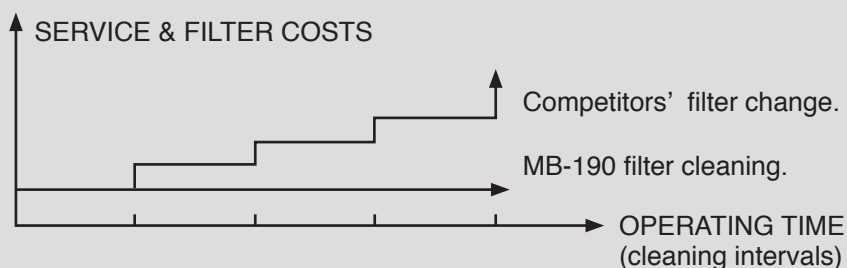 SERVICE & FILTER COSTS
Competitors’ filter change.
MB-190 filter cleaning.
OPERATING TIME
(cleaning intervals)